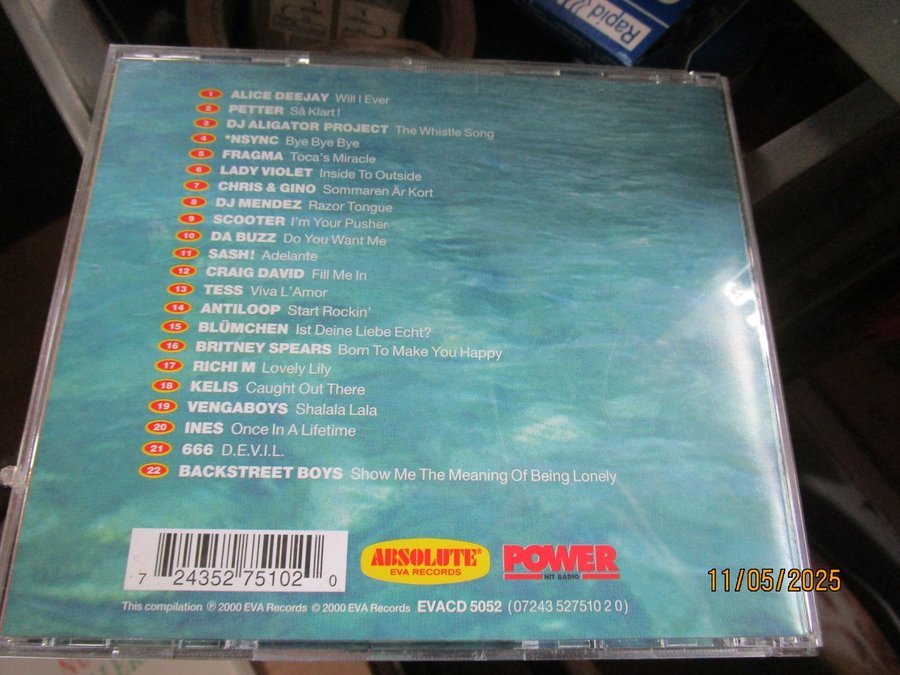 Rapid
1 ALICE DEEJAY Will I Ever
2 PETTER Så Klart!
3 DJ ALIGATOR PROJECT The Whistle Song
4 *NSYNC Bye Bye Bye
5 FRAGMA Toca's Miracle
6 LADY VIOLET Inside To Outside
7 CHRIS & GINO Sommaren Är Kort
8 DJ MENDEZ Razor Tongue
9 SCOOTER I'm Your Pusher
10 DA BUZZ Do You Want Me
11 SASH! Adelante
12 CRAIG DAVID Fill Me In
13 TESS Viva L'Amor
14 ANTILOOP Start Rockin'
15 BLÜMCHEN Ist Deine Liebe Echt?
16 BRITNEY SPEARS Born To Make You Happy
17 RICHI M Lovely Lily
18 KELIS Caught Out There
19 VENGABOYS Shalala Lala
20 INES Once In A Lifetime
21 666 D.E.V.I.L.
22 BACKSTREET BOYS Show Me The Meaning Of Being Lonely
7 24352 75102 0
ABSOLUTE®
EVA RECORDS
POWER
HIT RADIO
This compilation ℗ 2000 EVA Records © 2000 EVA Records EVACD 5052 (07243 527510 2 0)
11/05/2025